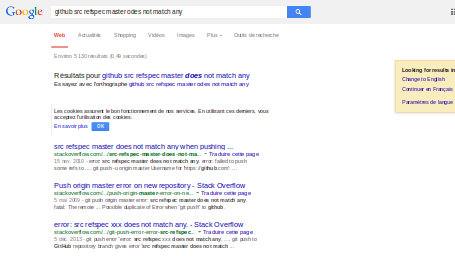 Google
github src refspec master odes not match any
Web Actualités Shopping Vidéos Images Plus Outils de recherche
Environ 5 130 résultats (0,49 secondes)
Résultats pour github src refspec master does not match any
Essayez avec l'orthographe github src refspec master odes not match any
Looking for results in
Change to English
Continuer en Français
Paramètres de langue
Les cookies assurent le bon fonctionnement de nos services. En utilisant ces derniers, vous
acceptez l'utilisation des cookies.
En savoir plus OK
src refspec master does not match any when pushing ...
stackoverflow.com/.../src-refspec-master-does-not-ma... Traduire cette page
15 nov. 2010 - error: src refspec master does not match any. error: failed to push
some refs to ... git push -u origin master Username for 'https://github.com': ...
Push origin master error on new repository - Stack Overflow
stackoverflow.com/.../push-origin-master-error-on-ne... Traduire cette page
5 mai 2009 - git push origin master error: src refspec master does not match any
fatal: The remote ... Possible duplicate of Error when "git push" to github.
error: src refspec xxx does not match any. - Stack Overflow
stackoverflow.com/.../git-push-error-error-src-refspec... Traduire cette page
5 déc. 2013 - git push error "error: src refspec xxx does not match any. ... git push to
GitHub repository branch gives error "src refspec master does not match ...